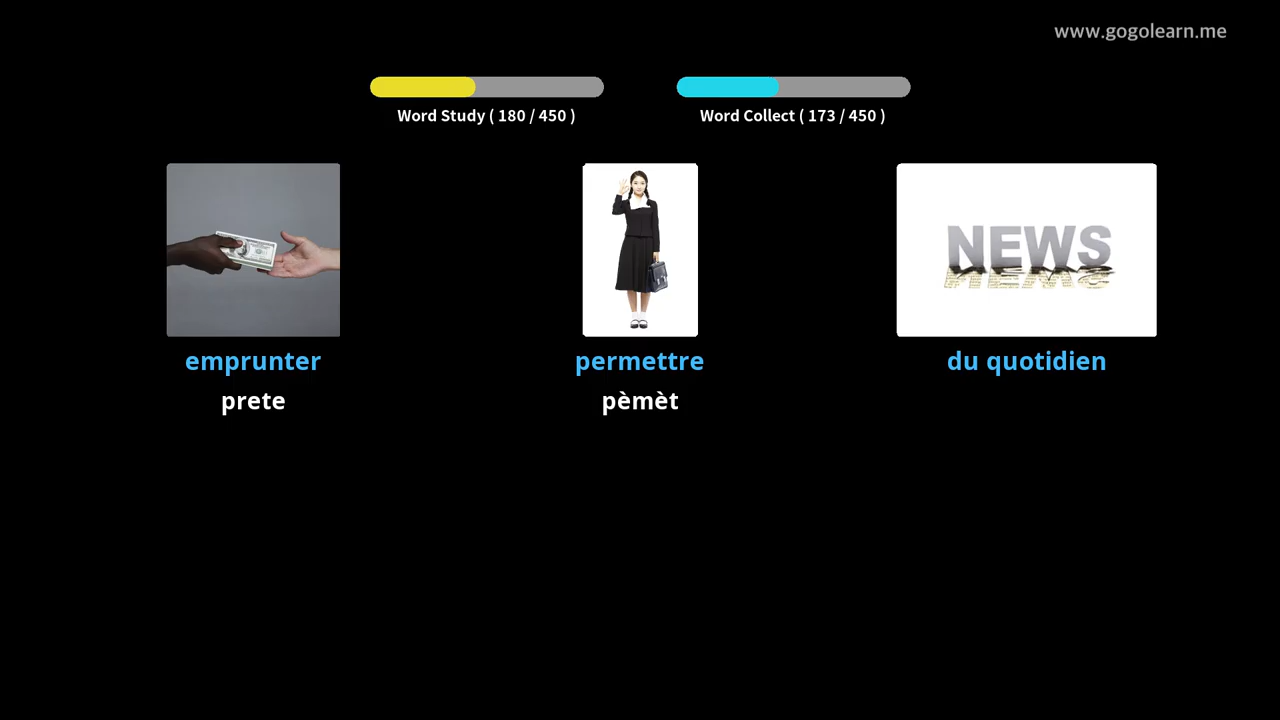 www.gogolearn.me
Word Study ( 180 / 450 )
Word Collect ( 173 / 450 )
NEWS
emprunter
permettre
du quotidien
prete
pèmèt